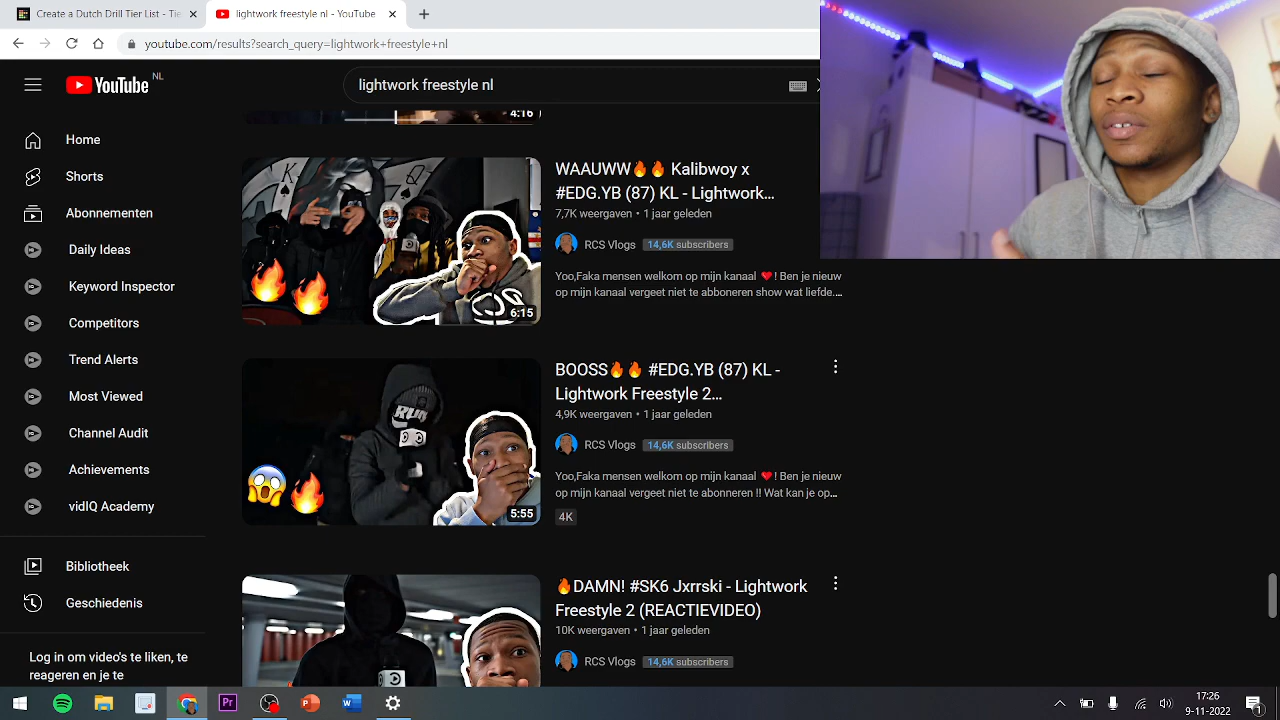 Create a Dutch Drill Tier List - Tie
lightwork freestyle nl - YouTube
youtube.com/results?search_query=lightwork+freestyle+nl
YouTube NL
lightwork freestyle nl
Home
Shorts
Abonnementen
Daily Ideas
Keyword Inspector
Competitors
Trend Alerts
Most Viewed
Channel Audit
Achievements
vidIQ Academy
Bibliotheek
Geschiedenis
Log in om video's te liken, te
reageren en je te
4:16
WAAUWW🔥🔥 Kalibwoy x
#EDG.YB (87) KL - Lightwork...
7,7K weergaven • 1 jaar geleden
RCS Vlogs 14,6K subscribers
Yoo,Faka mensen welkom op mijn kanaal ❤️! Ben je nieuw
op mijn kanaal vergeet niet te abboneren show wat liefde....
6:15
BOOSS🔥🔥 #EDG.YB (87) KL -
Lightwork Freestyle 2...
4,9K weergaven • 1 jaar geleden
RCS Vlogs 14,6K subscribers
Yoo,Faka mensen welkom op mijn kanaal ❤️! Ben je nieuw
op mijn kanaal vergeet niet te abboneren !! Wat kan je op...
4K
RUN
5:55
🔥DAMN! #SK6 Jxrrski - Lightwork
Freestyle 2 (REACTIEVIDEO)
10K weergaven • 1 jaar geleden
RCS Vlogs 14,6K subscribers
K
Q
Pr
P
W
17:26
9-11-2022
1